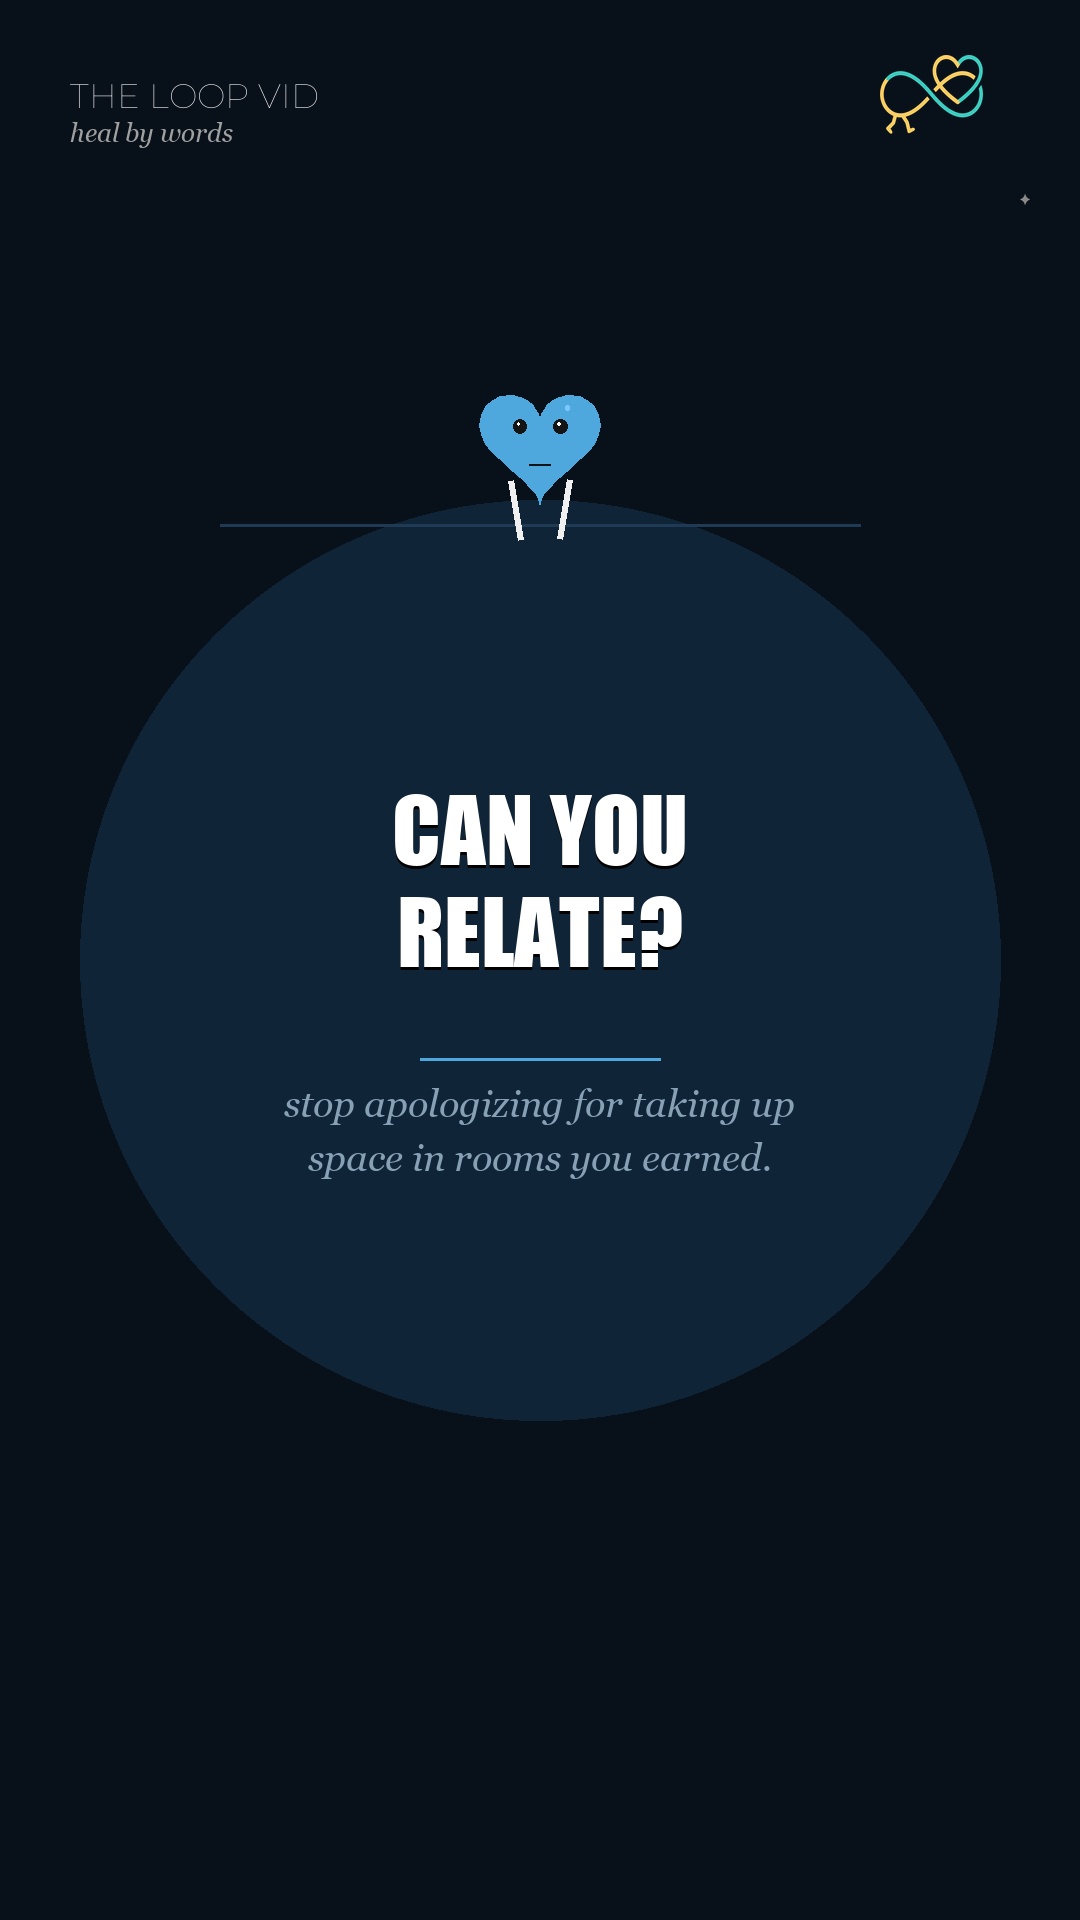 THE LOOP VID
heal by words
CAN YOU
RELATE?
stop apologizing for taking up
space in rooms you earned.